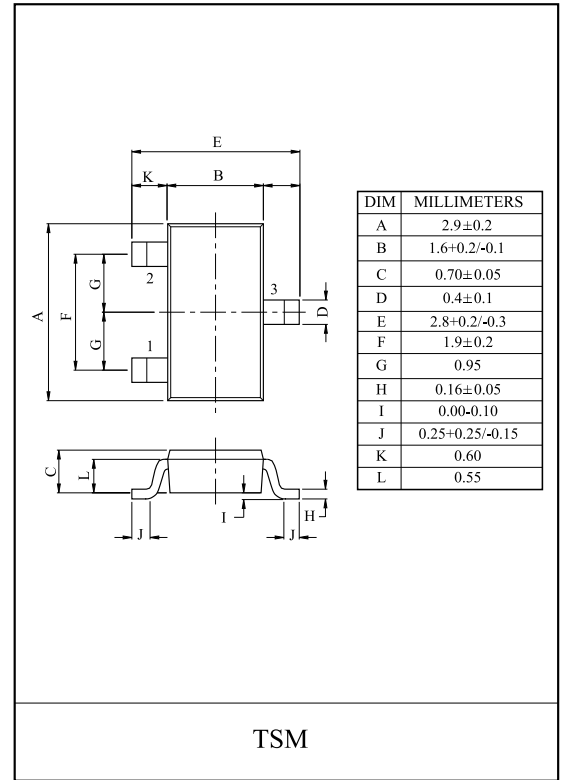 E
K B
2
3
G
A F D
G
1
C L
I H
J J
DIM MILLIMETERS
A 2.9±0.2
B 1.6+0.2/-0.1
C 0.70±0.05
D 0.4±0.1
E 2.8+0.2/-0.3
F 1.9±0.2
G 0.95
H 0.16±0.05
I 0.00-0.10
J 0.25+0.25/-0.15
K 0.60
L 0.55
TSM